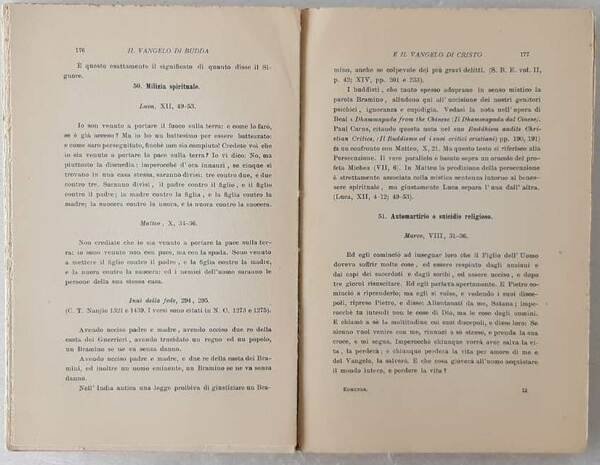 176 IL VANGELO DI BUDDA
E questo esattamente il significato di quanto disse il Si-
gnore.
50. Milizia spirituale.
Luca, XII, 49-53.
Io son venuto a portare il fuoco sulla terra: e come lo farò,
se è già acceso? Ma io ho un battesimo per essere battezzato:
e come saro perseguitato, finchè non sia compiuto! Credete voi che
io sia venuto a portare la pace sulla terra? Io vi dico: No, ma
piuttosto la discordia: imperocchè d'ora innanzi, se cinque si
trovano in una casa stessa, saranno divisi: tre contro due, e due
contro tre. Saranno divisi, il padre contro il figlio, e il figlio
contro il padre; la madre contro la figlia, e la figlia contro la
madre; la suocera contro la nuora, e la nuora contro la suocera.
Matteo, X, 34-36.
Non crediate che io sia venuto a portare la pace sulla ter-
ra: io sono venuto non con pace, ma con la spada. Sono venuto
a mettere il figlio contro il padre, e la figlia contro la madre,
e la nuora contro la suocera: ed i nemici dell'uomo saranno le
persone della sua stessa casa.
Inni della fede, 294, 295.
(C. T. Nanjio 1321 e 1439. I versi sono citati in N. C. 1273 e 1275).
Avendo ucciso padre e madre, avendo ucciso due re della
casta dei Guerrieri, avendo trucidato un regno ed un popolo,
un Bramino se ne va senza danno.
Avendo ucciso padre e madre, e due re della casta dei Bra-
mini, ed inoltre un uomo eminente, un Bramino se ne va senza
danno.
Nell'India antica una legge proibiva di giustiziare un Bra-
E IL VANGELO DI CRISTO 177
mino, anche se colpevole dei più gravi delitti. (S. B. E. vol. II,
p. 42; XIV, pp. 201 e 233).
I buddisti, che tanto spesso adoprano in senso mistico la
parola Bramino, alludono qui all'uccisione dei nostri genitori
psichici, ignoranza e cupidigia. Vedasi la nota nell'opera di
Beal: Dhammapada from the Chinese (Il Dhammapada dal Cinese).
Paul Carus, citando questa nota nel suo Buddhism and its Chri-
stian Critics, (Il Buddismo ed i suoi critici cristiani) pp. 190, 191)
fa un confronto con Matteo, X, 21. Ma questo testo si riferisce alla
Persecuzione. Il vero parallelo è basato sopra un oracolo del pro-
feta Michea (VII, 6). In Matteo la predizione della persecuzione
è strettamente associata nella mistica sentenza intorno al benes-
sere spirituale, ma giustamente Luca separa l'una dall'altra.
(Luca, XII, 4-12; 49-53).
51. Automartirio o suicidio religioso.
Marco, VIII, 31-36.
Ed egli cominciò ad insegnar loro che il Figlio dell'Uomo
doveva soffrir molte cose, ed essere respinto dagli anziani e
dai capi dei sacerdoti e dagli scribi, ed essere ucciso, e dopo
tre giorni risuscitare. Ed egli parlava apertamente. E Pietro
cominciò a riprenderlo; ma egli si volse, e vedendo i suoi disce-
poli, riprese Pietro, e disse: Allontanati da me, Satana; impe-
rocchè tu intendi non le cose di Dio, ma le cose degli uomini.
E chiamò a sè la moltitudine coi suoi discepoli, e disse loro: Se
alcuno vuol venire con me, rinunzi a sè stesso, e prenda la sua
croce, e mi segua. Imperocchè chiunque vorrà aver salva la vi-
ta, la perderà; e chiunque perderà la vita per amore di me e
del Vangelo, la salverà. E che cosa gioverà all'uomo acquistare
il mondo intero, e perdere la vita?
Edmunds. 12